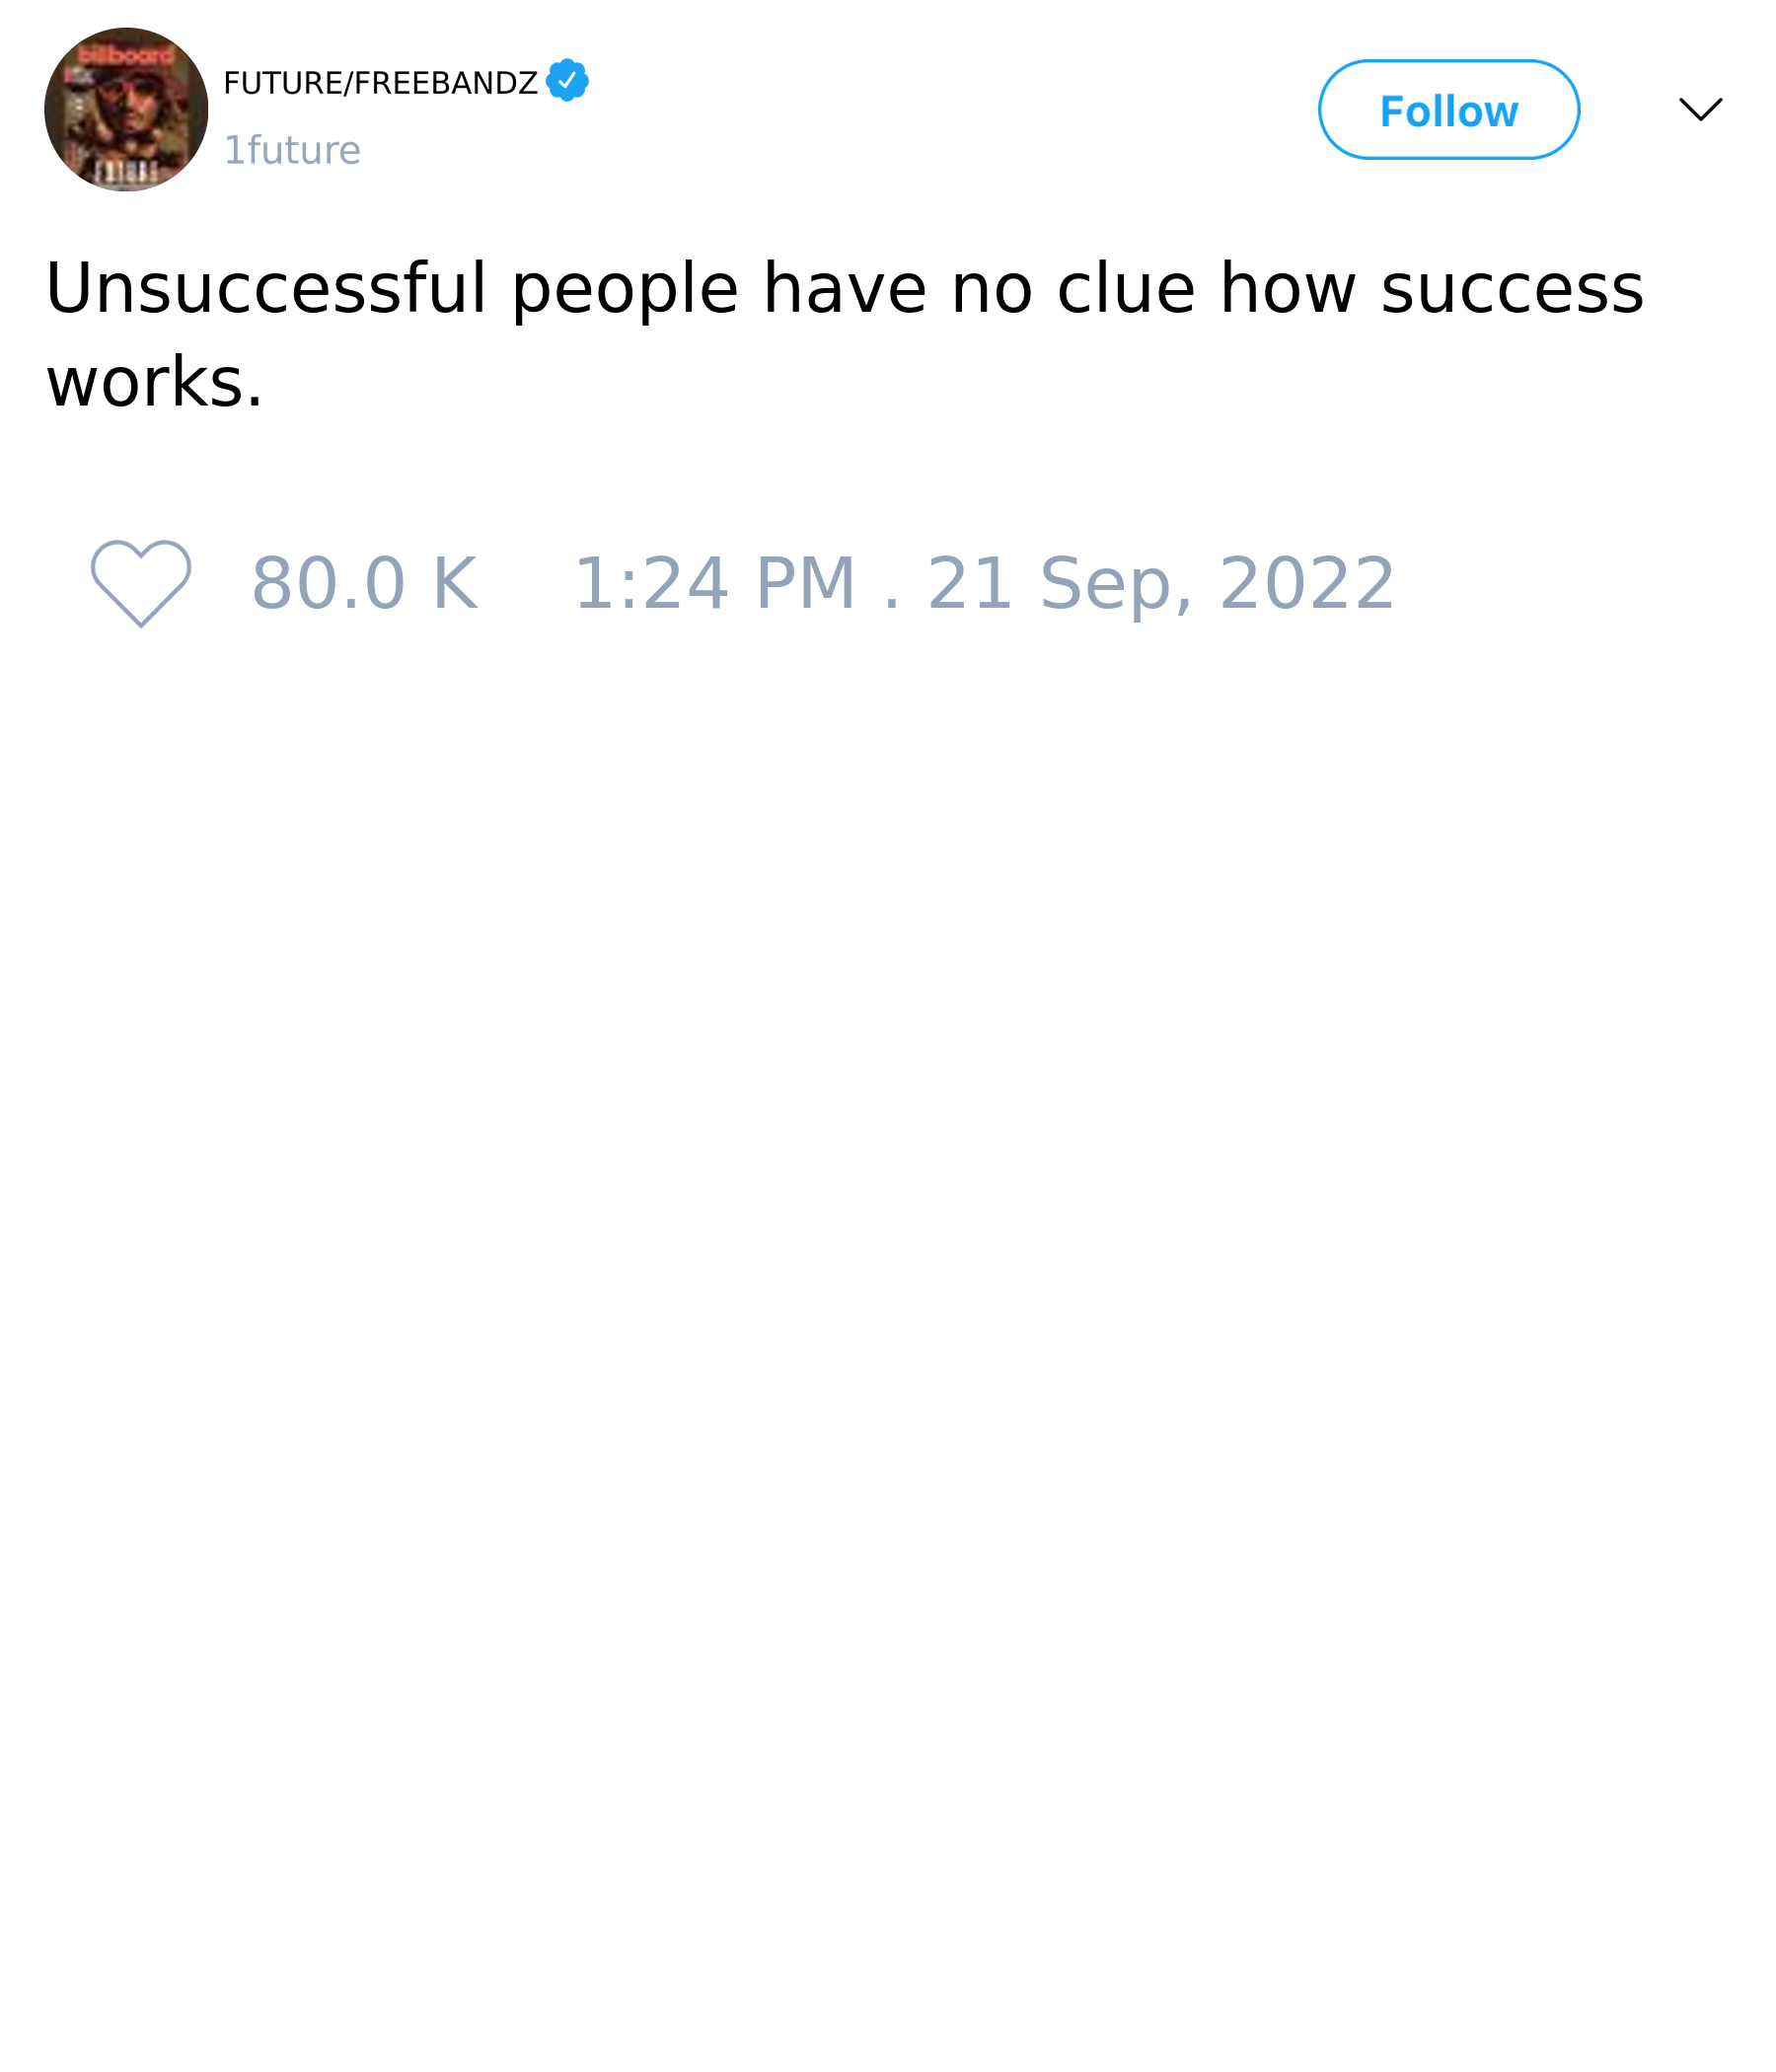 billboard
FUTURE
FUTURE/FREEBANDZ
1future
Follow
Unsuccessful people have no clue how success
works.
80.0 K 1:24 PM . 21 Sep, 2022